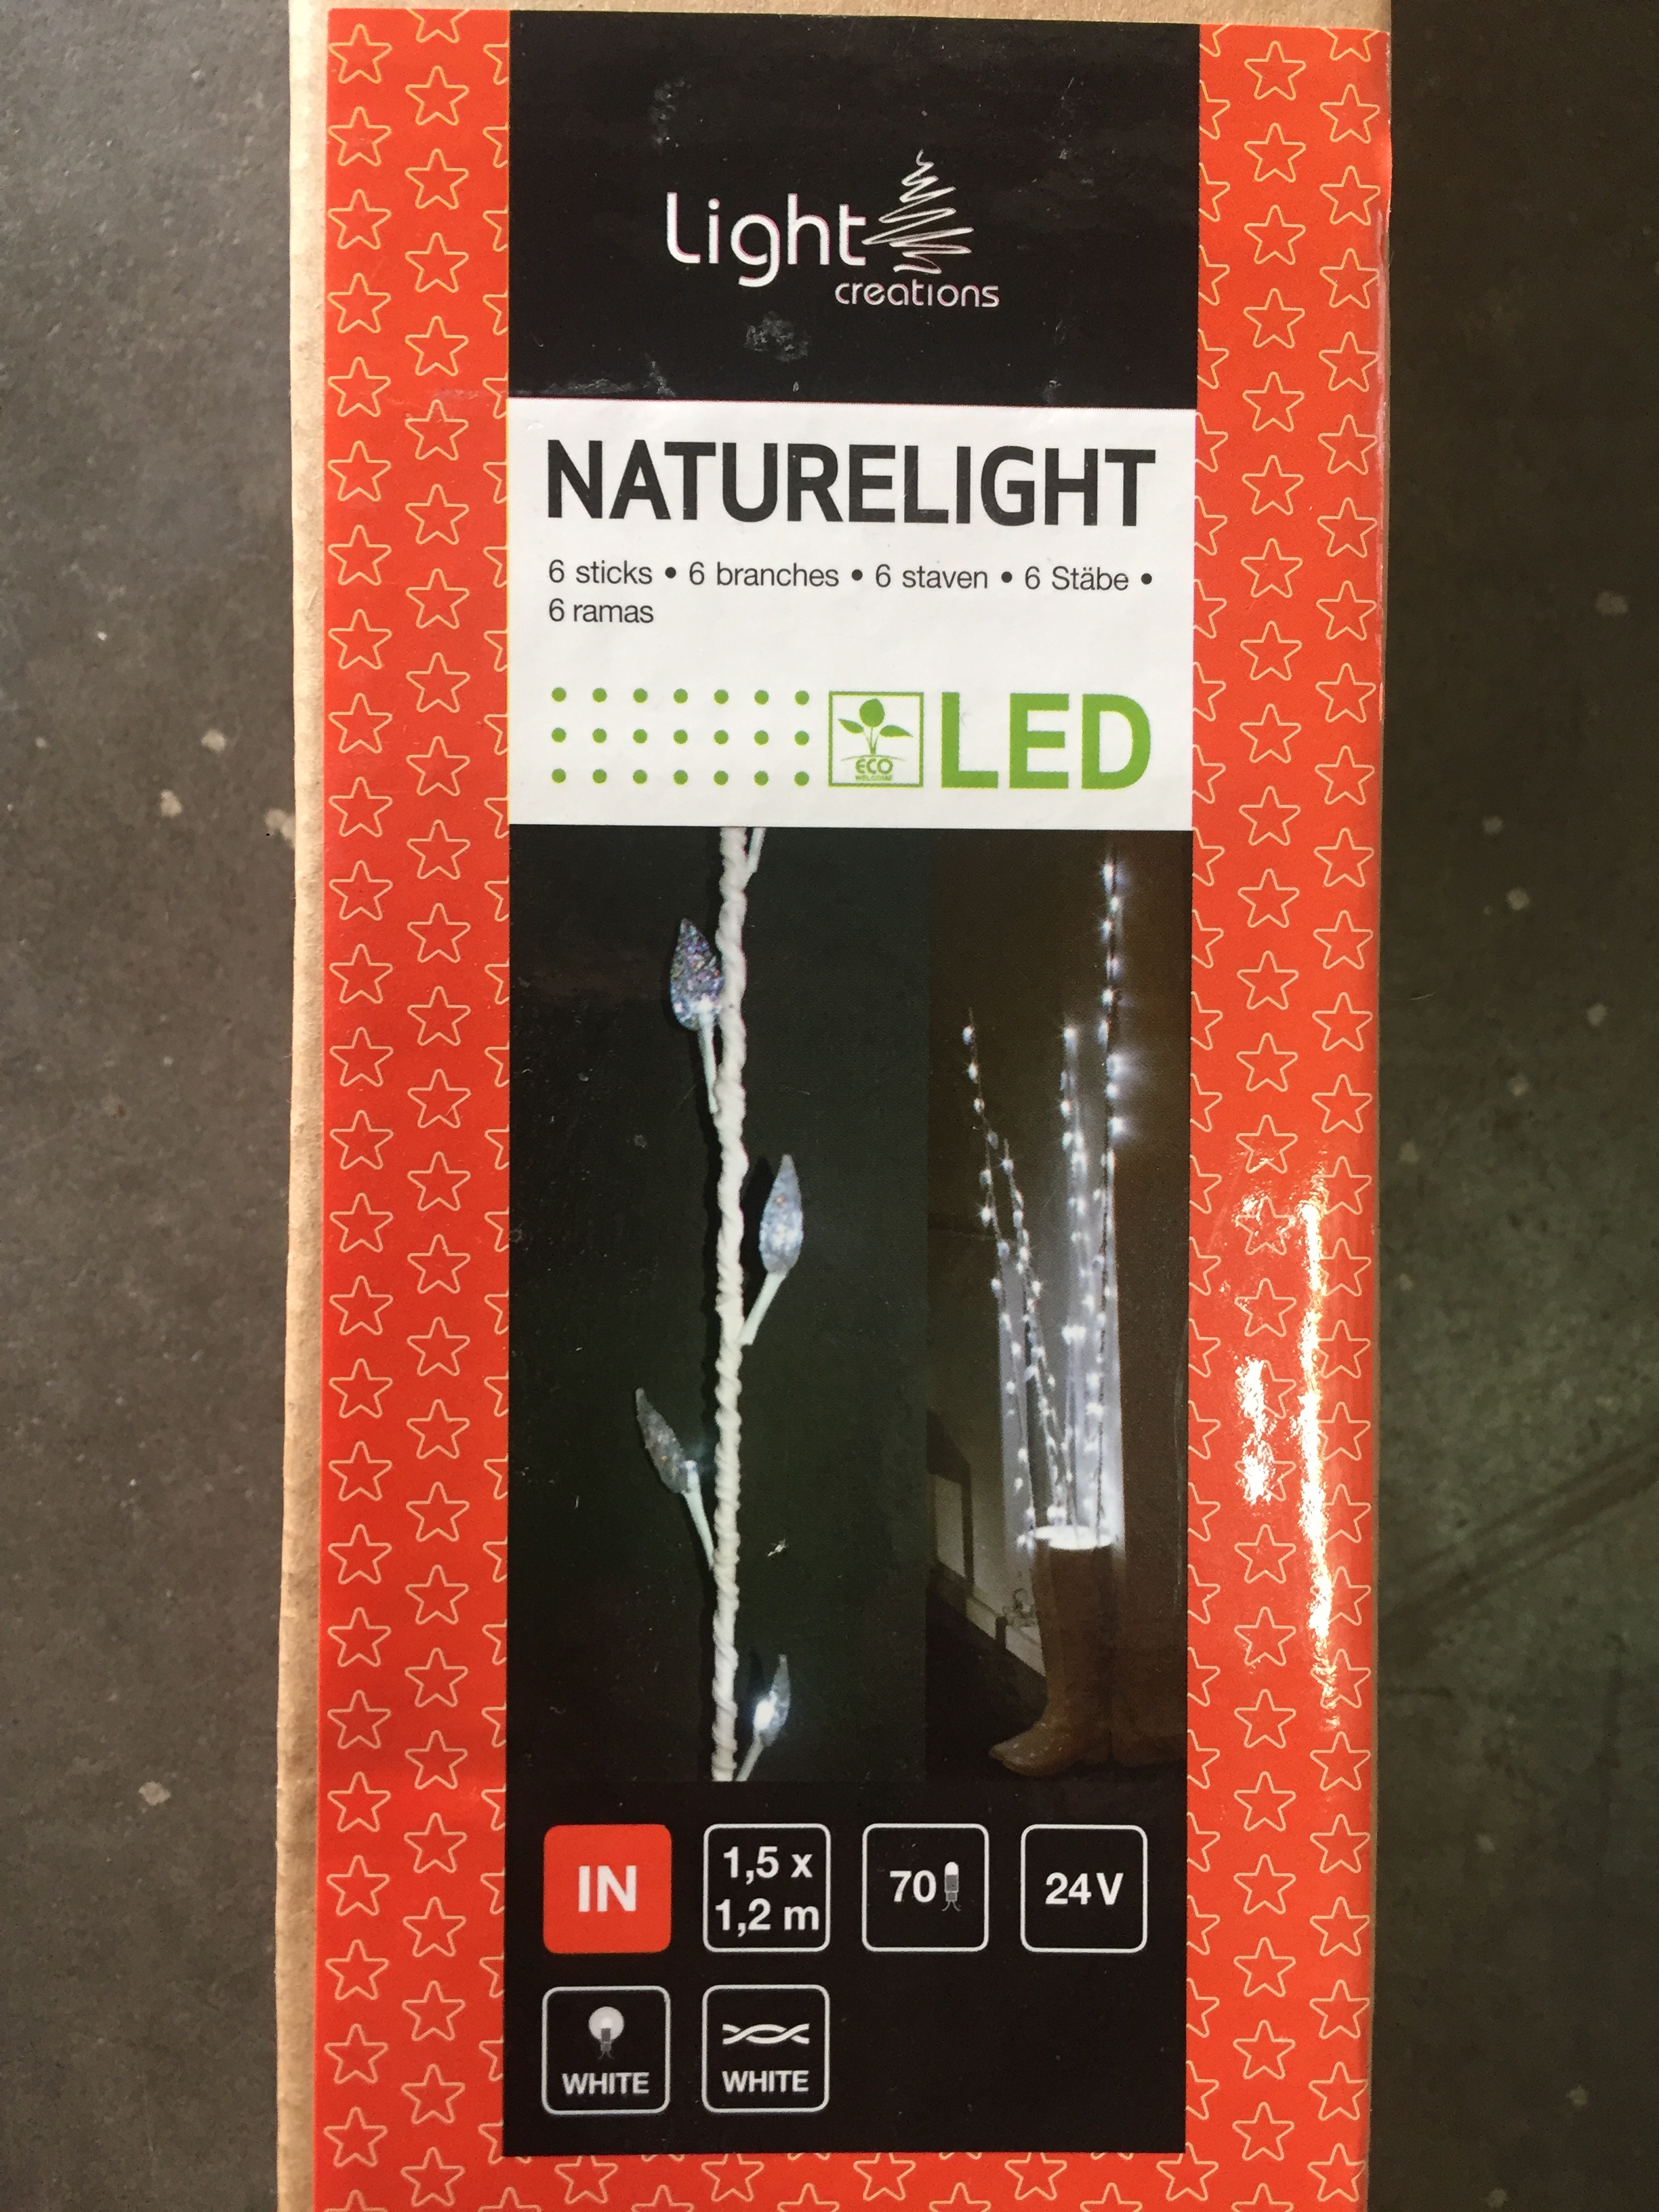 Light
creations
NATURELIGHT
6 sticks • 6 branches • 6 staven • 6 Stäbe •
6 ramas
ECO
WELCOME
LED
IN
1,5 x
1,2 m
70
24V
WHITE
WHITE